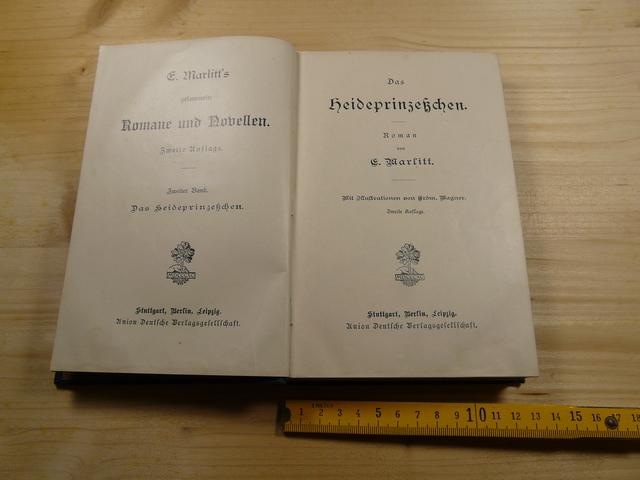 E. Marlitt's
gesammelte
Romane und Novellen.
Zweite Auflage.
Zweiter Band.
Das Heideprinzeßchen.
Stuttgart, Berlin, Leipzig.
Union Deutsche Verlagsgesellschaft.
Das
Heideprinzeßchen.
Roman
von
E. Marlitt.
Mit Illustrationen von Erdm. Wagner.
Zweite Auflage.
Stuttgart, Berlin, Leipzig.
Union Deutsche Verlagsgesellschaft.
1 2 3 4 5 6 7 8 9 10 11 12 13 14 15 16 17 18